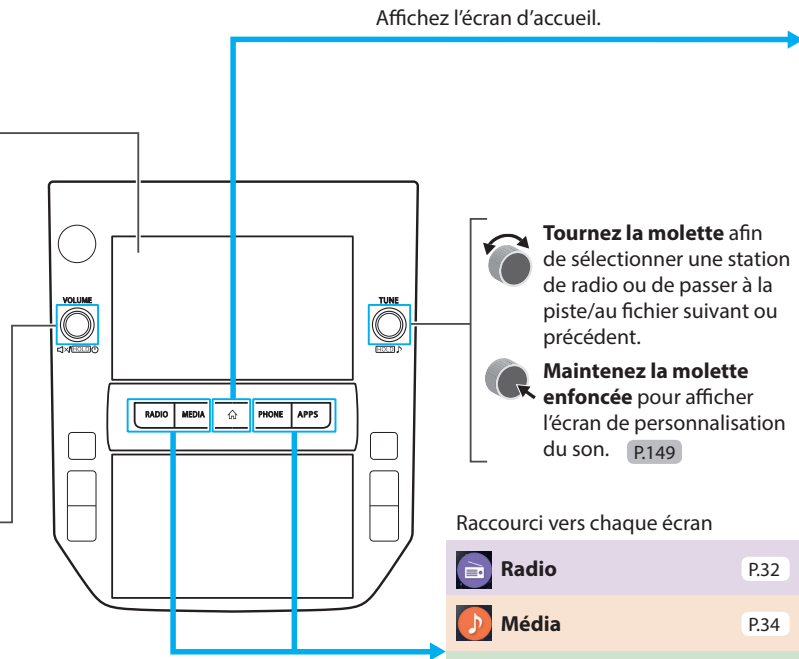 Affichez l'écran d'accueil.
VOLUME
HOLD
TUNE
HOLD
RADIO
MEDIA
PHONE
APPS
Tournez la molette afin
de sélectionner une station
de radio ou de passer à la
piste/au fichier suivant ou
précédent.
Maintenez la molette
enfoncée pour afficher
l'écran de personnalisation
du son. P.149
Raccourci vers chaque écran
Radio P.32
Média P.34